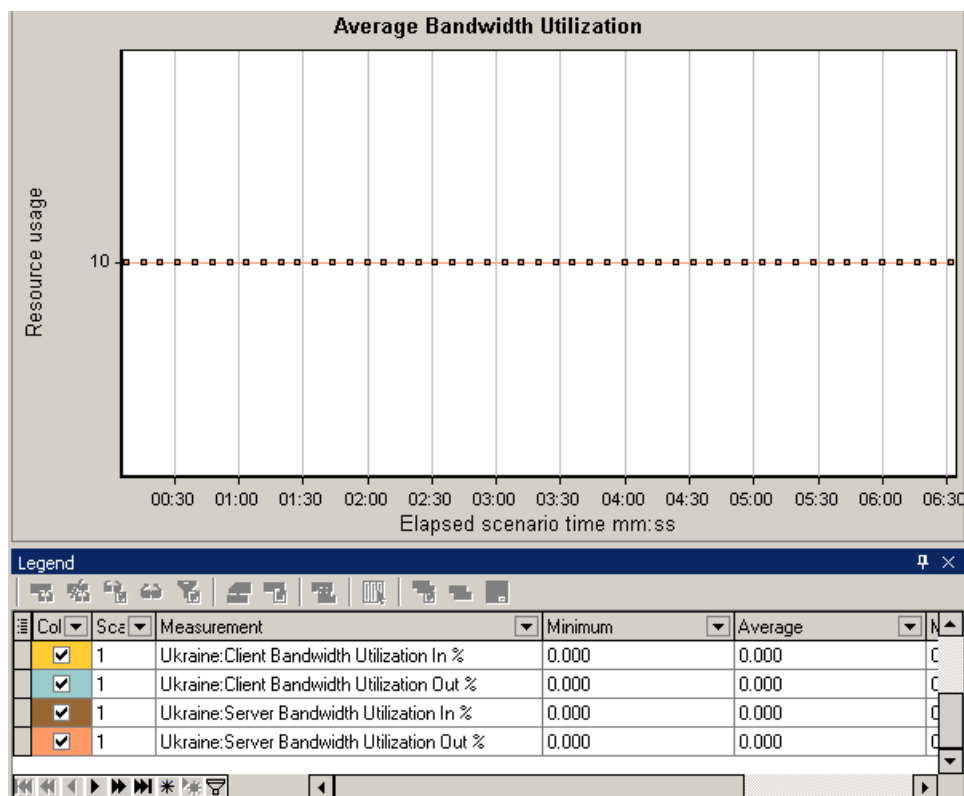 Average Bandwidth Utilization
Resource usage
10
00:30 01:00 01:30 02:00 02:30 03:00 03:30 04:00 04:30 05:00 05:30 06:00 06:30
Elapsed scenario time mm:ss
Legend
Col Sca Measurement Minimum Average
1 Ukraine:Client Bandwidth Utilization In % 0.000 0.000
1 Ukraine:Client Bandwidth Utilization Out % 0.000 0.000
1 Ukraine:Server Bandwidth Utilization In % 0.000 0.000
1 Ukraine:Server Bandwidth Utilization Out % 0.000 0.000